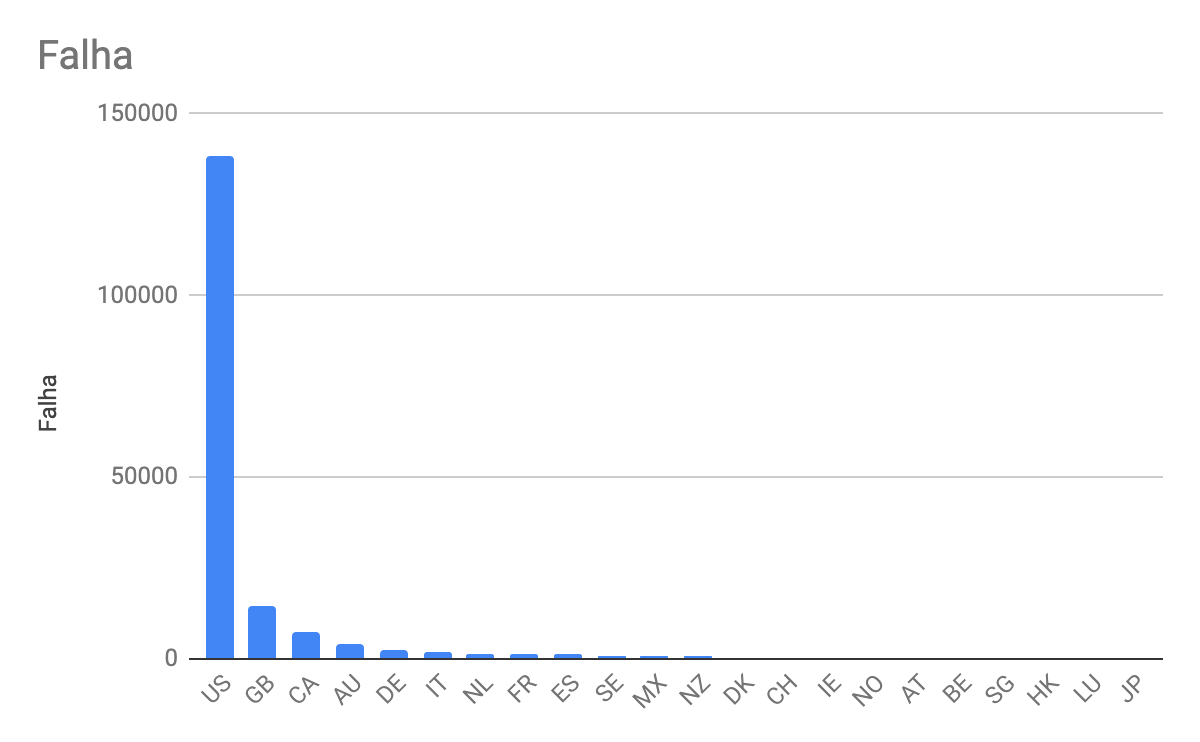 Falha
150000
100000
50000
0
Falha
US GB CA AU DE IT NL FR ES SE MX NZ DK CH IE NO AT BE SG HK LU JP